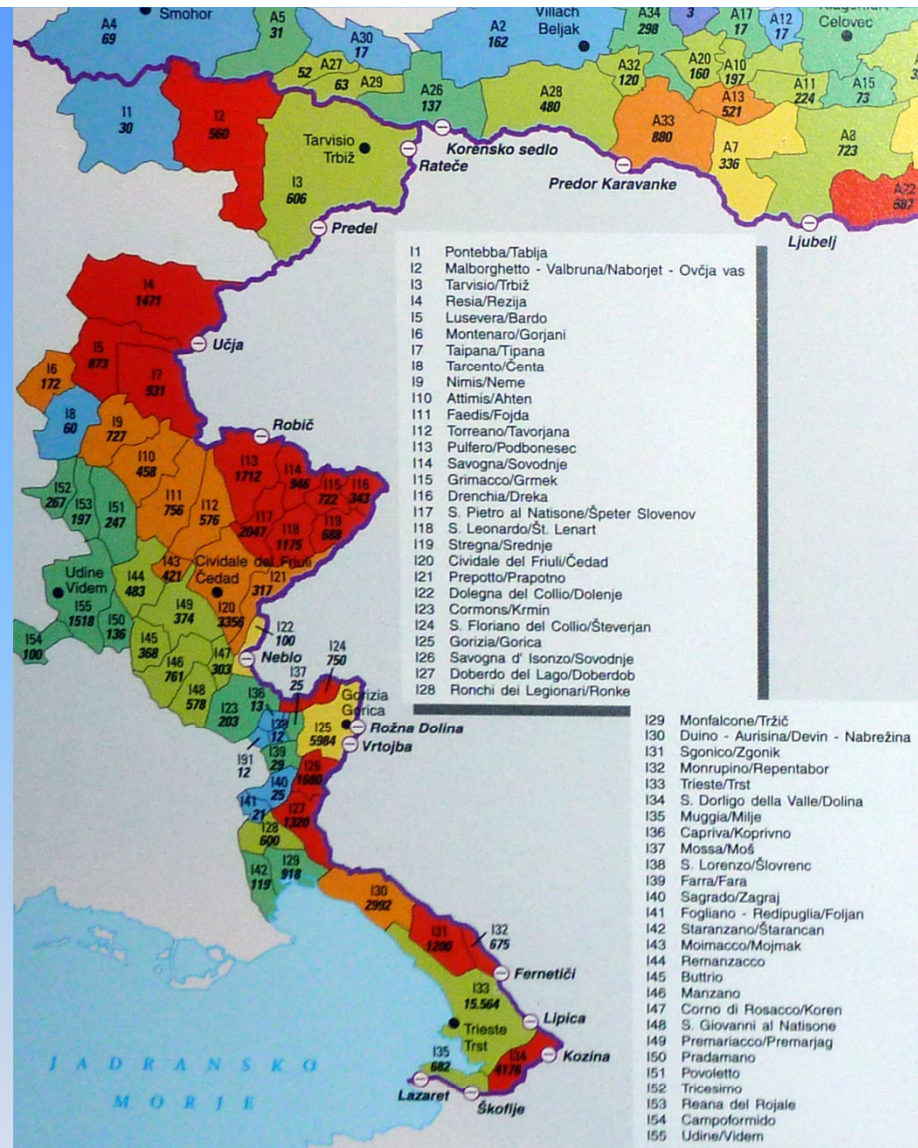 Smohor
A4
69
A5
31
A30
17
A2
162
Villach
Beljak
A34
298
3
A17
17
A12
17
Celovec
52
A27
63
A29
A26
137
A28
480
A32
120
A20
160
A10
197
A13
521
A11
224
A15
73
A33
880
A7
336
A8
723
A22
687
I1
30
I2
560
Tarvisio
Trbiž
I3
606
Korensko sedlo
Rateče
Predor Karavanke
Predel
Ljubelj
I4
1471
I5
873
Učja
I6
172
I7
931
I8
60
I9
727
Robič
I10
458
I13
1712
I14
946
I15
722
I16
343
I52
267
I53
197
I51
247
I11
756
I12
576
I17
2047
I18
1175
I19
688
Udine
Videm
I43
421
Cividale del Friuli
Čedad
I21
317
I44
483
I49
374
I20
3356
I55
1518
I50
136
I22
100
I54
100
I45
368
I46
761
I47
303
Neblo
I24
750
I48
578
I23
203
I36
13
I37
25
Gorizia
Gorica
I38
12
I25
5984
Rožna Dolina
Vrtojba
I91
12
I39
29
I40
25
I26
1680
I41
21
I27
1320
I28
600
I42
119
I29
918
I30
2992
I31
1200
I32
675
Fernetiči
I33
15.564
Lipica
Trieste
Trst
Kozina
I35
682
I34
4176
Lazaret
Škofije
JADRANSKO
MORJE
I1 Pontebba/Tablja
I2 Malborghetto - Valbruna/Naborjet - Ovčja vas
I3 Tarvisio/Trbiž
I4 Resia/Rezija
I5 Lusevera/Bardo
I6 Montenaro/Gorjani
I7 Taipana/Tipana
I8 Tarcento/Čenta
I9 Nimis/Neme
I10 Attimis/Ahten
I11 Faedis/Fojda
I12 Torreano/Tavorjana
I13 Pulfero/Podbonesec
I14 Savogna/Sovodnje
I15 Grimacco/Grmek
I16 Drenchia/Dreka
I17 S. Pietro al Natisone/Špeter Slovenov
I18 S. Leonardo/Št. Lenart
I19 Stregna/Srednje
I20 Cividale del Friuli/Čedad
I21 Prepotto/Prapotno
I22 Dolegna del Collio/Dolenje
I23 Cormons/Krmin
I24 S. Floriano del Collio/Števerjan
I25 Gorizia/Gorica
I26 Savogna d' Isonzo/Sovodnje
I27 Doberdo del Lago/Doberdob
I28 Ronchi dei Legionari/Ronke
I29 Monfalcone/Tržič
I30 Duino - Aurisina/Devin - Nabrežina
I31 Sgonico/Zgonik
I32 Monrupino/Repentabor
I33 Trieste/Trst
I34 S. Dorligo della Valle/Dolina
I35 Muggia/Milje
I36 Capriva/Koprivno
I37 Mossa/Moš
I38 S. Lorenzo/Šlovrenc
I39 Farra/Fara
I40 Sagrado/Zagraj
I41 Fogliano - Redipuglia/Foljan
I42 Staranzano/Štarancan
I43 Moimacco/Mojmak
I44 Remanzacco
I45 Buttrio
I46 Manzano
I47 Corno di Rosacco/Koren
I48 S. Giovanni al Natisone
I49 Premariacco/Premarjag
I50 Pradamano
I51 Povoletto
I52 Tricesimo
I53 Reana del Rojale
I54 Campoformido
I55 Udine/Videm